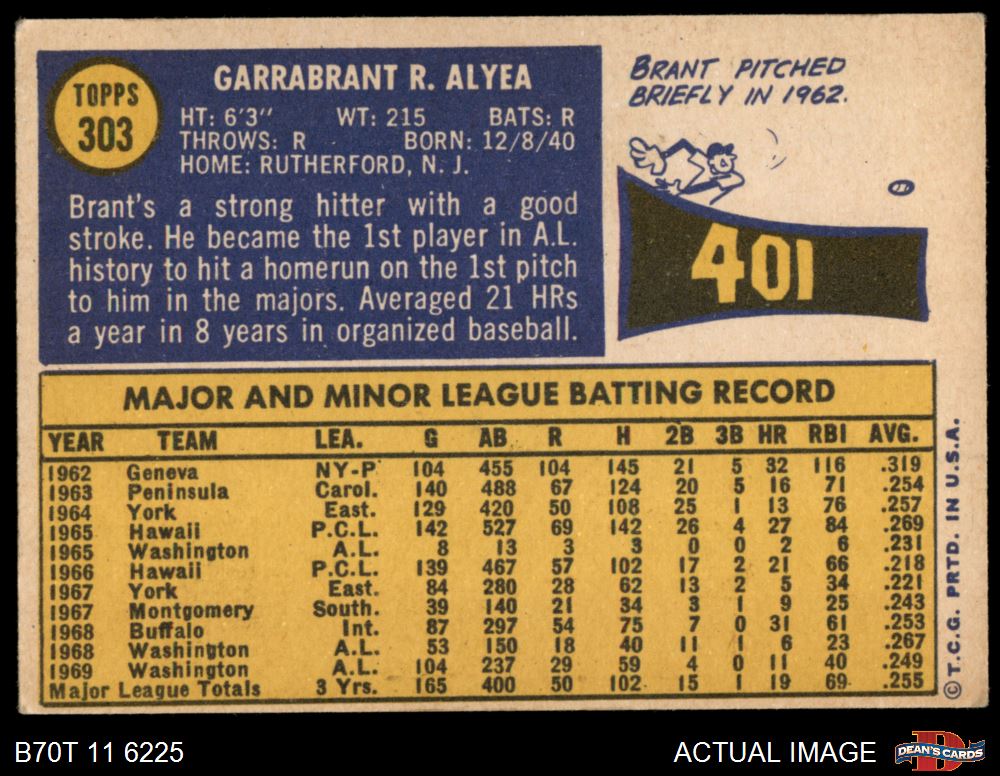 TOPPS
303
GARRABRANT R. ALYEA
HT: 6'3" WT: 215 BATS: R
THROWS: R BORN: 12/8/40
HOME: RUTHERFORD, N. J.
Brant's a strong hitter with a good
stroke. He became the 1st player in A.L.
history to hit a homerun on the 1st pitch
to him in the majors. Averaged 21 HRs
a year in 8 years in organized baseball.
BRANT PITCHED
BRIEFLY IN 1962.
401
MAJOR AND MINOR LEAGUE BATTING RECORD
YEAR TEAM LEA. G AB R H 2B 3B HR RBI AVG.
1962 Geneva NY-P 104 455 104 145 21 5 32 116 .319
1963 Peninsula Carol. 140 488 67 124 20 5 16 71 .254
1964 York East. 129 420 50 108 25 1 13 76 .257
1965 Hawaii P.C.L. 142 527 69 142 26 4 27 84 .269
1965 Washington A.L. 8 13 3 3 0 0 2 6 .231
1966 Hawaii P.C.L. 139 467 57 102 17 2 21 66 .218
1967 York East. 84 280 28 62 13 2 5 34 .221
1967 Montgomery South. 39 140 21 34 3 1 9 25 .243
1968 Buffalo Int. 87 297 54 75 7 0 31 61 .253
1968 Washington A.L. 53 150 18 40 11 1 6 23 .267
1969 Washington A.L. 104 237 29 59 4 0 11 40 .249
Major League Totals 3 Yrs. 165 400 50 102 15 1 19 69 .255
© T.C.G. PRTD. IN U.S.A.
B70T 11 6225
ACTUAL IMAGE
D
DEAN'S CARDS